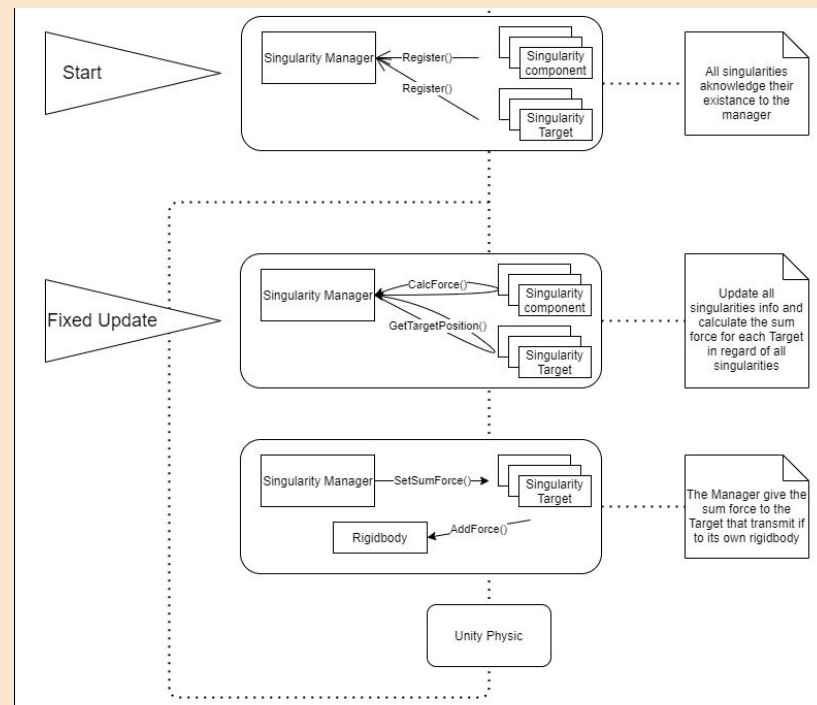 Start
Singularity Manager
Register()
Register()
Singularity
component
Singularity
Target
All singularities
aknowledge their
existance to the
manager
Fixed Update
Singularity Manager
CalcForce()
GetTargetPosition()
Singularity
component
Singularity
Target
Update all
singularities info and
calculate the sum
force for each Target
in regard of all
singularities
Singularity Manager
SetSumForce()
Singularity
Target
Rigidbody
AddForce()
The Manager give the
sum force to the
Target that transmit if
to its own rigidbody
Unity Physic